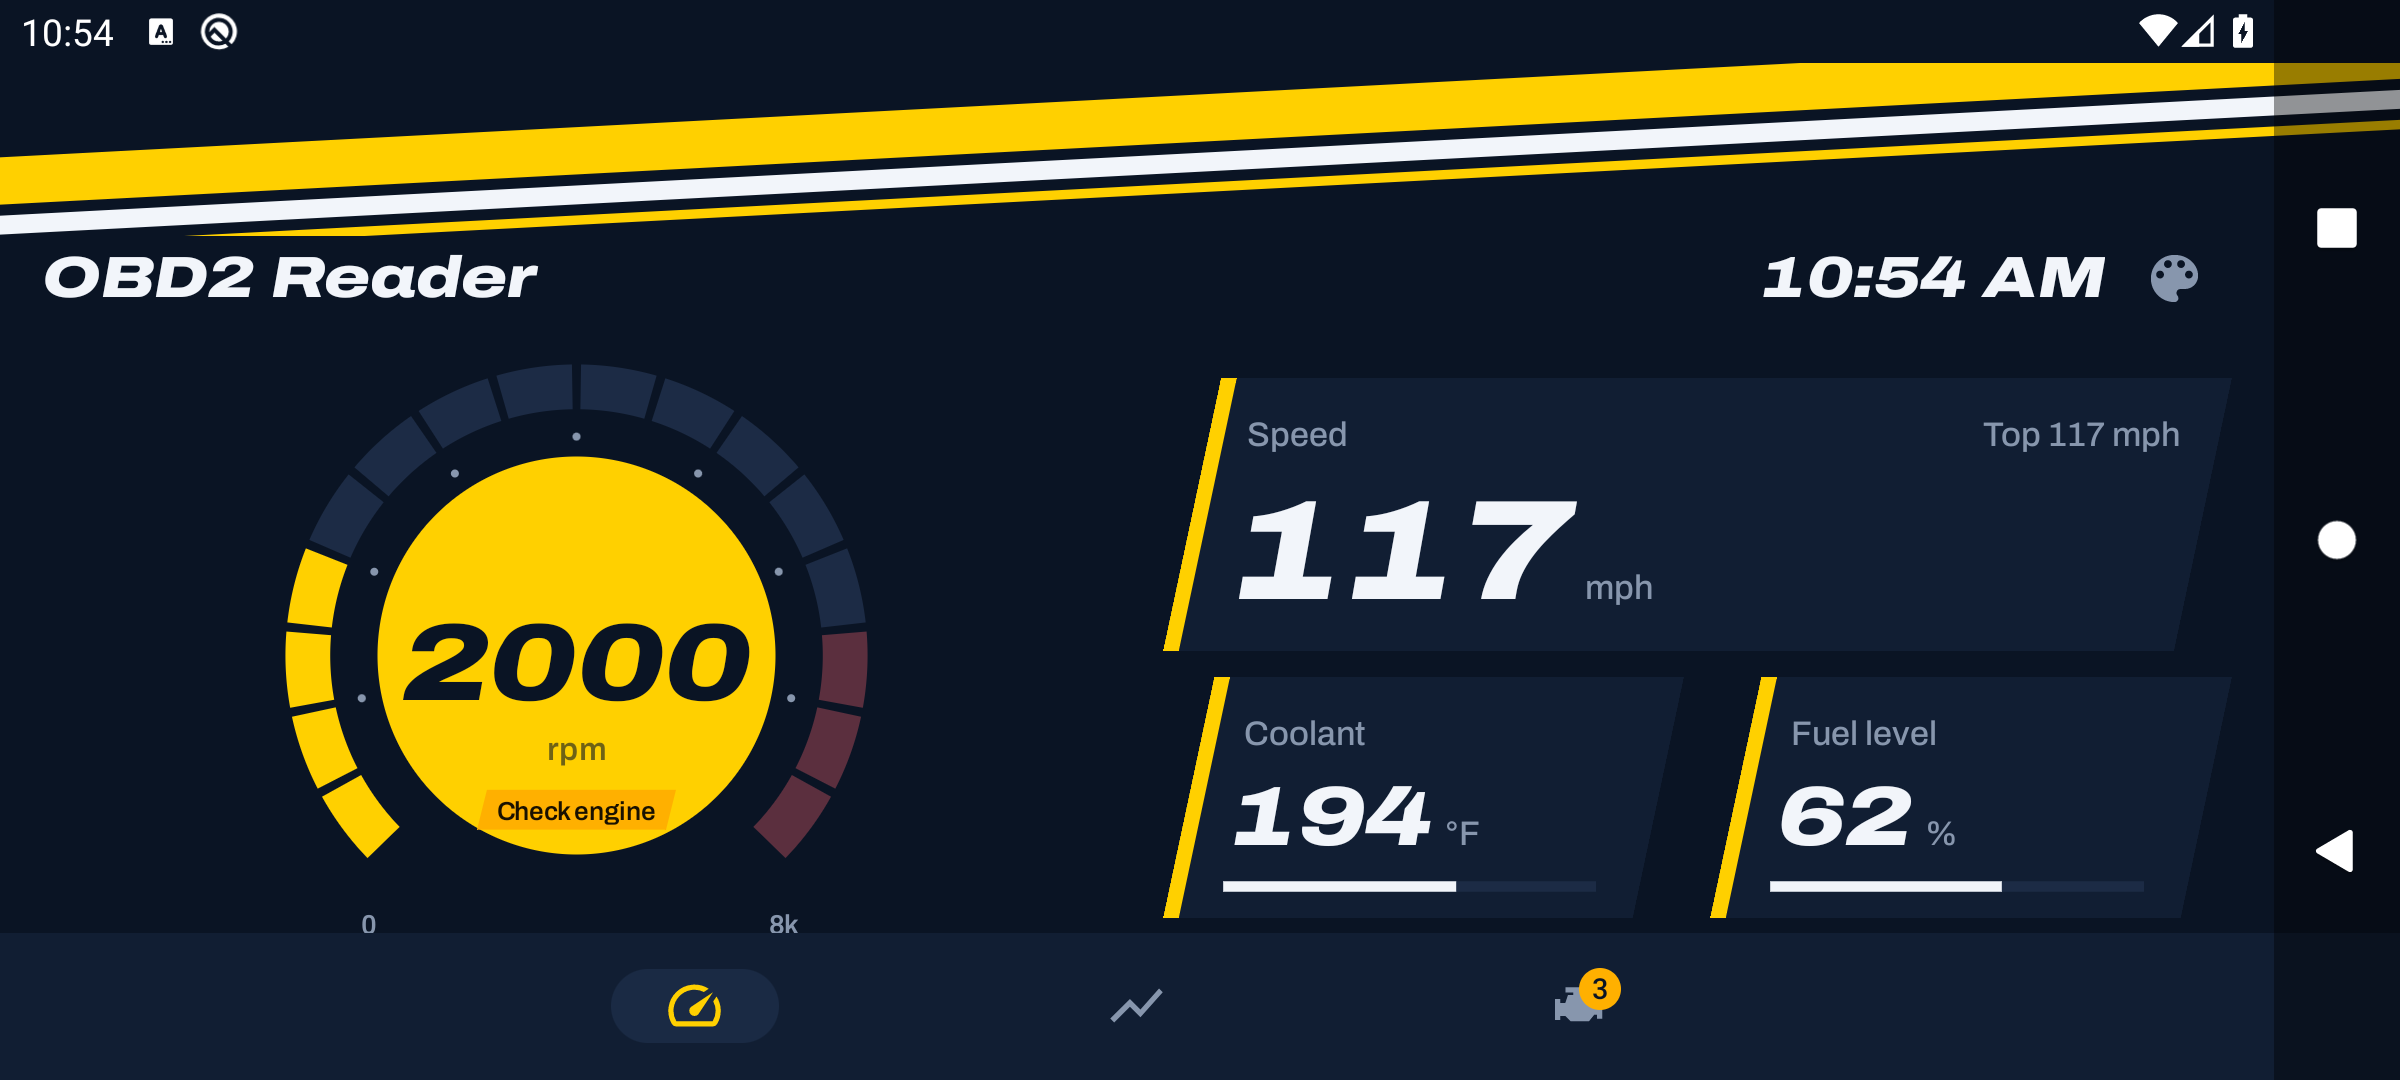 10:54
OBD2 Reader
10:54 AM
2000
rpm
Check engine
0
8k
Speed
Top 117 mph
117 mph
Coolant
194 °F
Fuel level
62 %
3